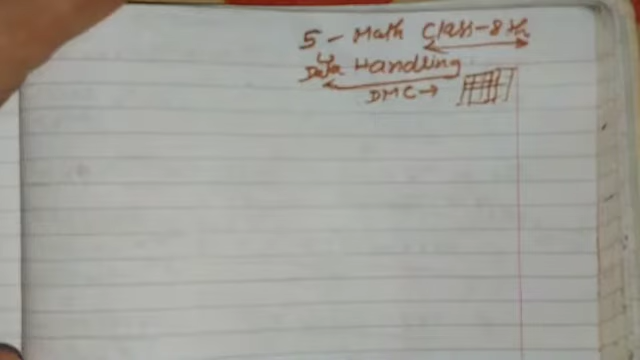 5 - Math Class - 8th
Data Handling
DMC →